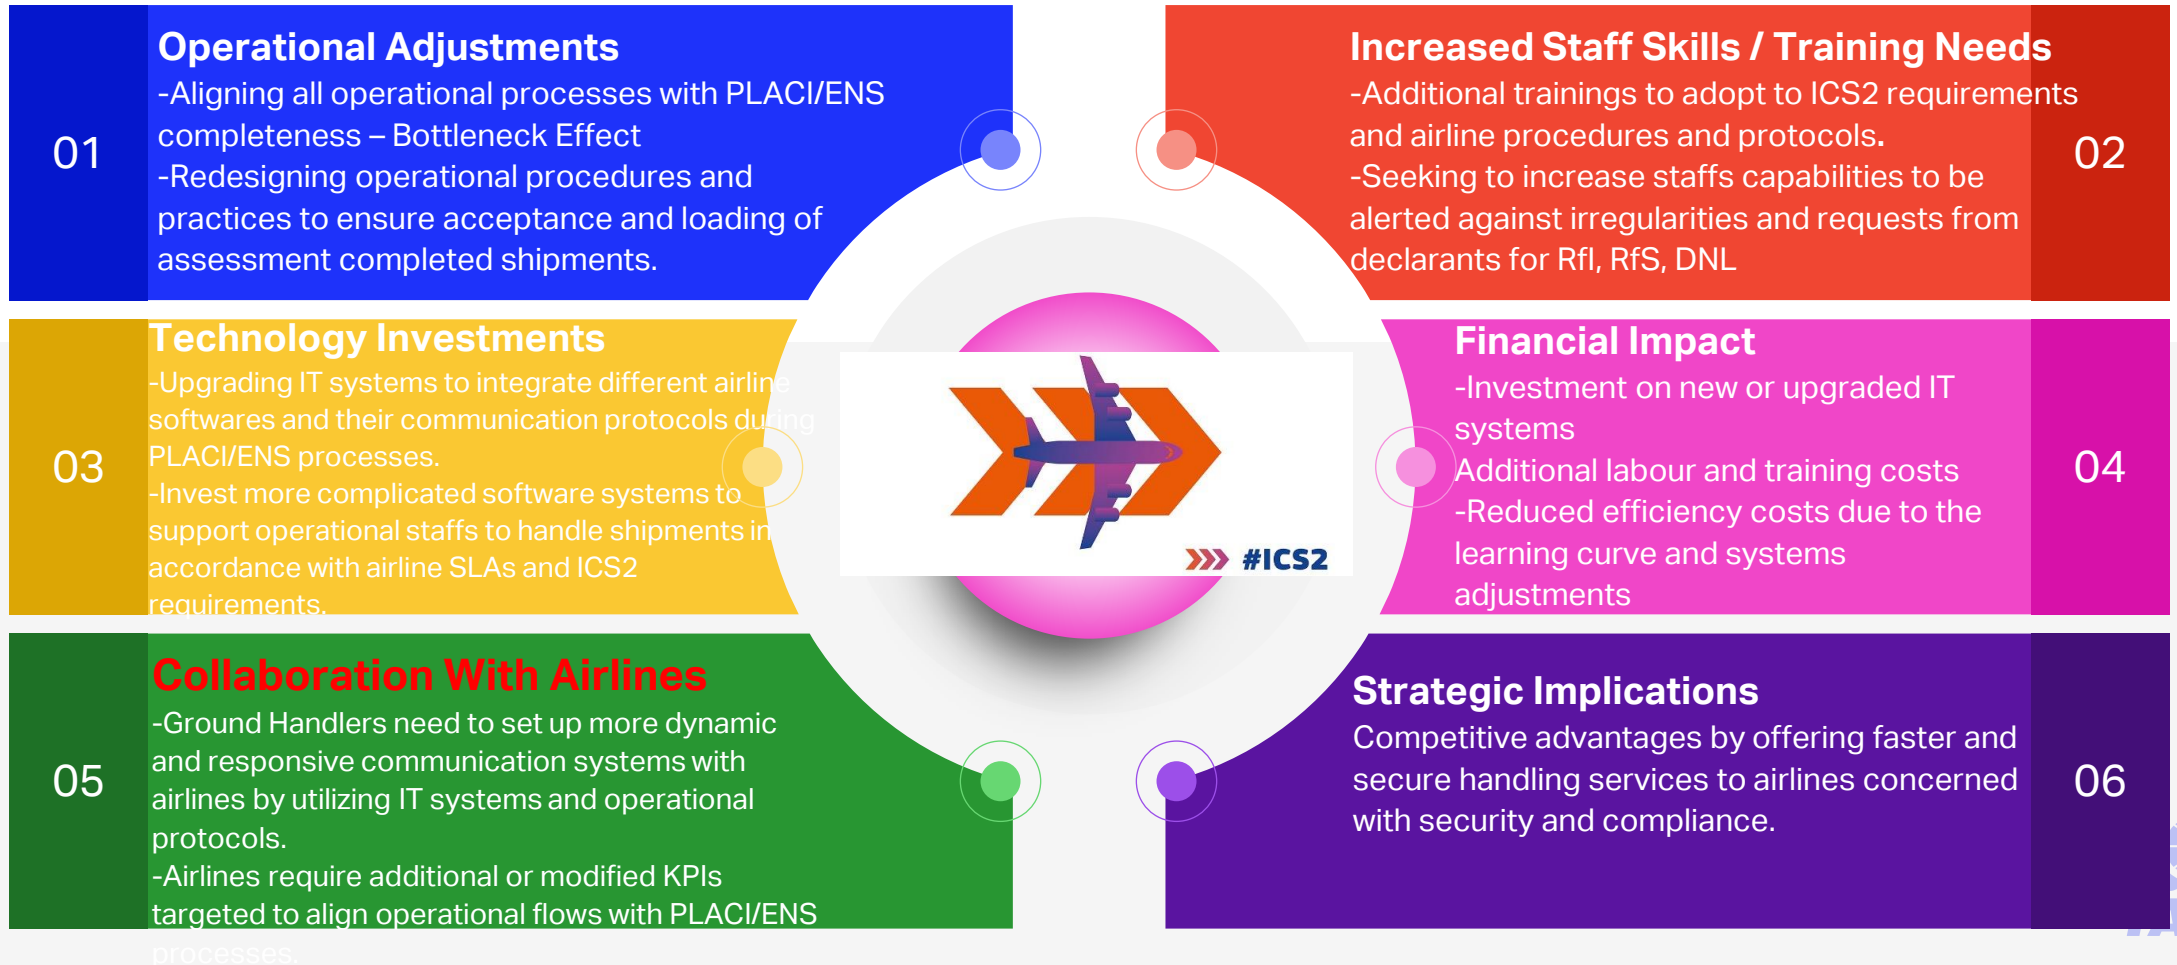 01
Operational Adjustments
-Aligning all operational processes with PLACI/ENS
completeness – Bottleneck Effect
-Redesigning operational procedures and
practices to ensure acceptance and loading of
assessment completed shipments.
Increased Staff Skills / Training Needs
-Additional trainings to adopt to ICS2 requirements
and airline procedures and protocols.
-Seeking to increase staffs capabilities to be
alerted against irregularities and requests from
declarants for RfI, RfS, DNL
02
03
Technology Investments
-Upgrading IT systems to integrate different airline
softwares and their communication protocols during
PLACI/ENS processes.
-Invest more complicated software systems to
support operational staffs to handle shipments in
accordance with airline SLAs and ICS2
requirements.
#ICS2
Financial Impact
-Investment on new or upgraded IT
systems
Additional labour and training costs
-Reduced efficiency costs due to the
learning curve and systems
adjustments
04
05
Collaboration With Airlines
-Ground Handlers need to set up more dynamic
and responsive communication systems with
airlines by utilizing IT systems and operational
protocols.
-Airlines require additional or modified KPIs
targeted to align operational flows with PLACI/ENS
processes.
Strategic Implications
Competitive advantages by offering faster and
secure handling services to airlines concerned
with security and compliance.
06